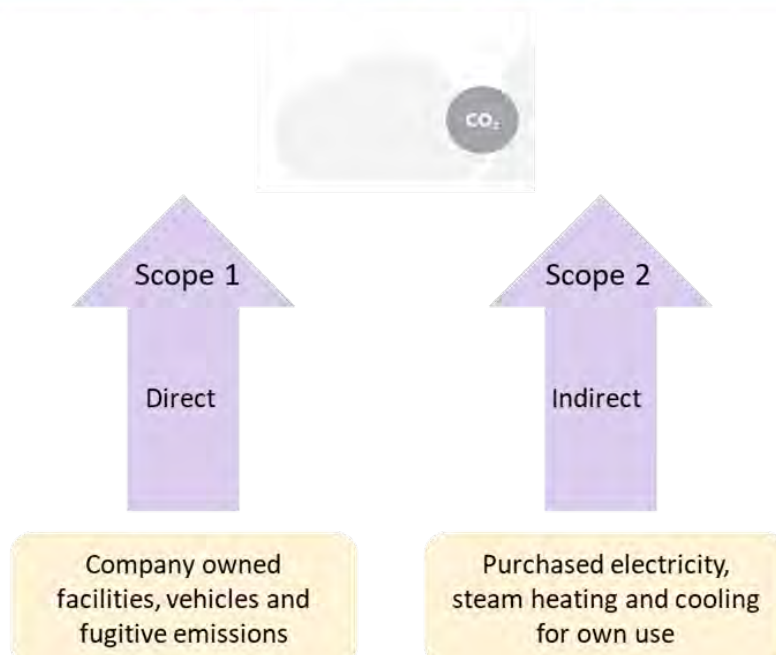 CO₂
Scope 1
Scope 2
Direct
Indirect
Company owned
facilities, vehicles and
fugitive emissions
Purchased electricity,
steam heating and cooling
for own use